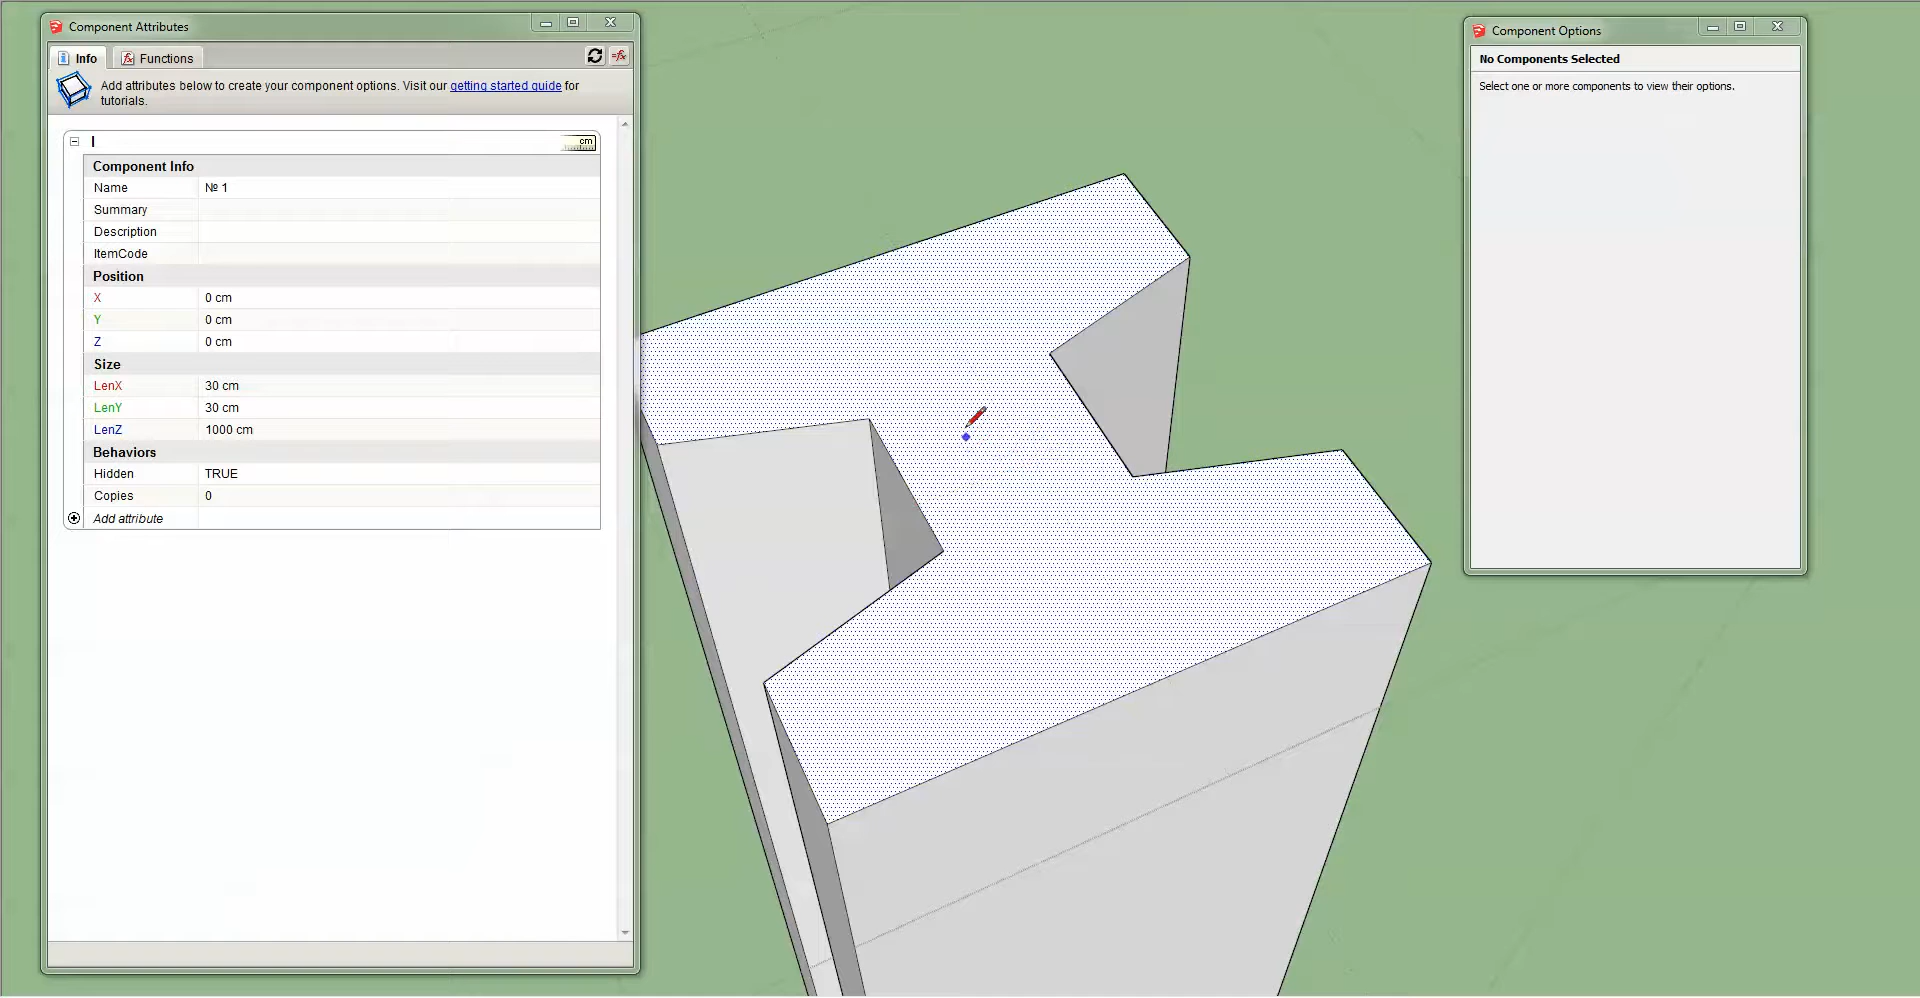 Component Attributes
Info
Functions
=fx
Add attributes below to create your component options. Visit our getting started guide for
tutorials.
I
cm
Component Info
Name № 1
Summary
Description
ItemCode
Position
X 0 cm
Y 0 cm
Z 0 cm
Size
LenX 30 cm
LenY 30 cm
LenZ 1000 cm
Behaviors
Hidden TRUE
Copies 0
Add attribute
Component Options
No Components Selected
Select one or more components to view their options.